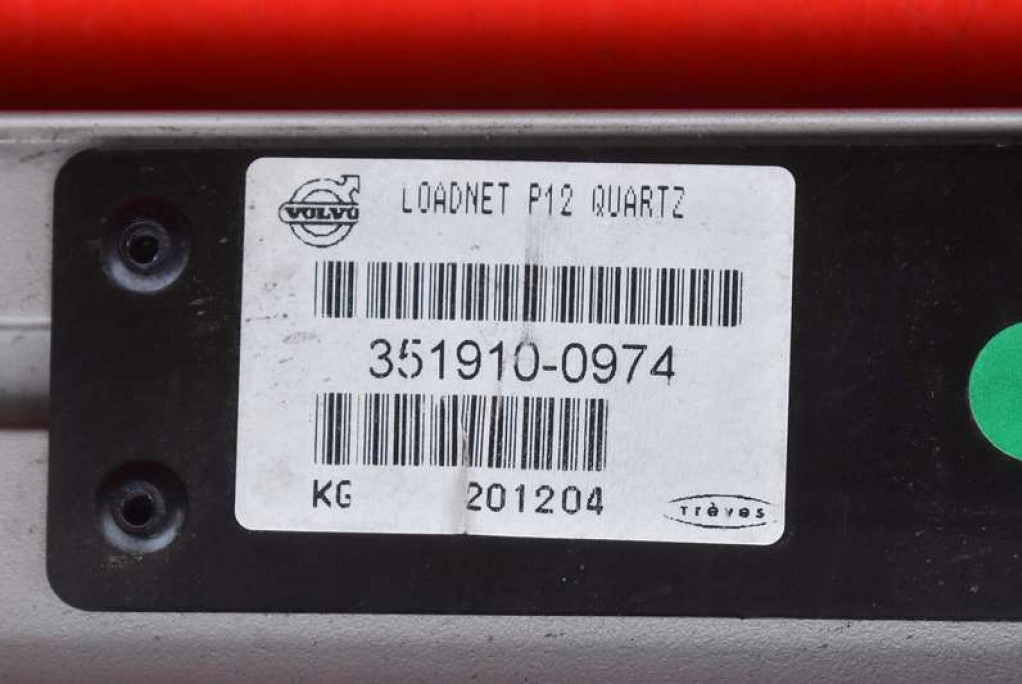 VOLVO
LOADNET P12 QUARTZ
351910-0974
KG 201204
Trèves